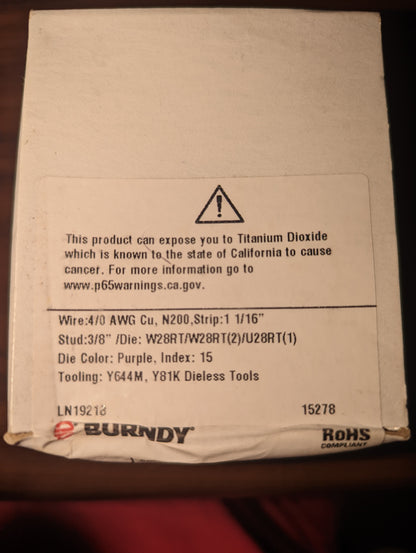 This product can expose you to Titanium Dioxide
which is known to the state of California to cause
cancer. For more information go to
www.p65warnings.ca.gov.
Wire:4/0 AWG Cu, N200,Strip:1 1/16"
Stud:3/8" /Die: W28RT/W28RT(2)/U28RT(1)
Die Color: Purple, Index: 15
Tooling: Y644M, Y81K Dieless Tools
LN19218 15278
BURNDY® RoHS
COMPLIANT